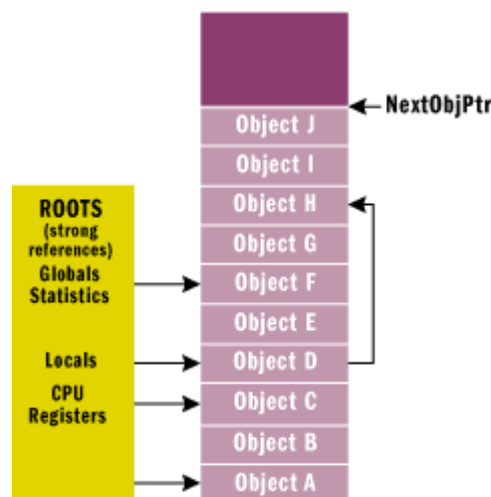 NextObjPtr
Object J
Object I
Object H
Object G
Object F
Object E
Object D
Object C
Object B
Object A
ROOTS
(strong
references)
Globals
Statistics
Locals
CPU
Registers